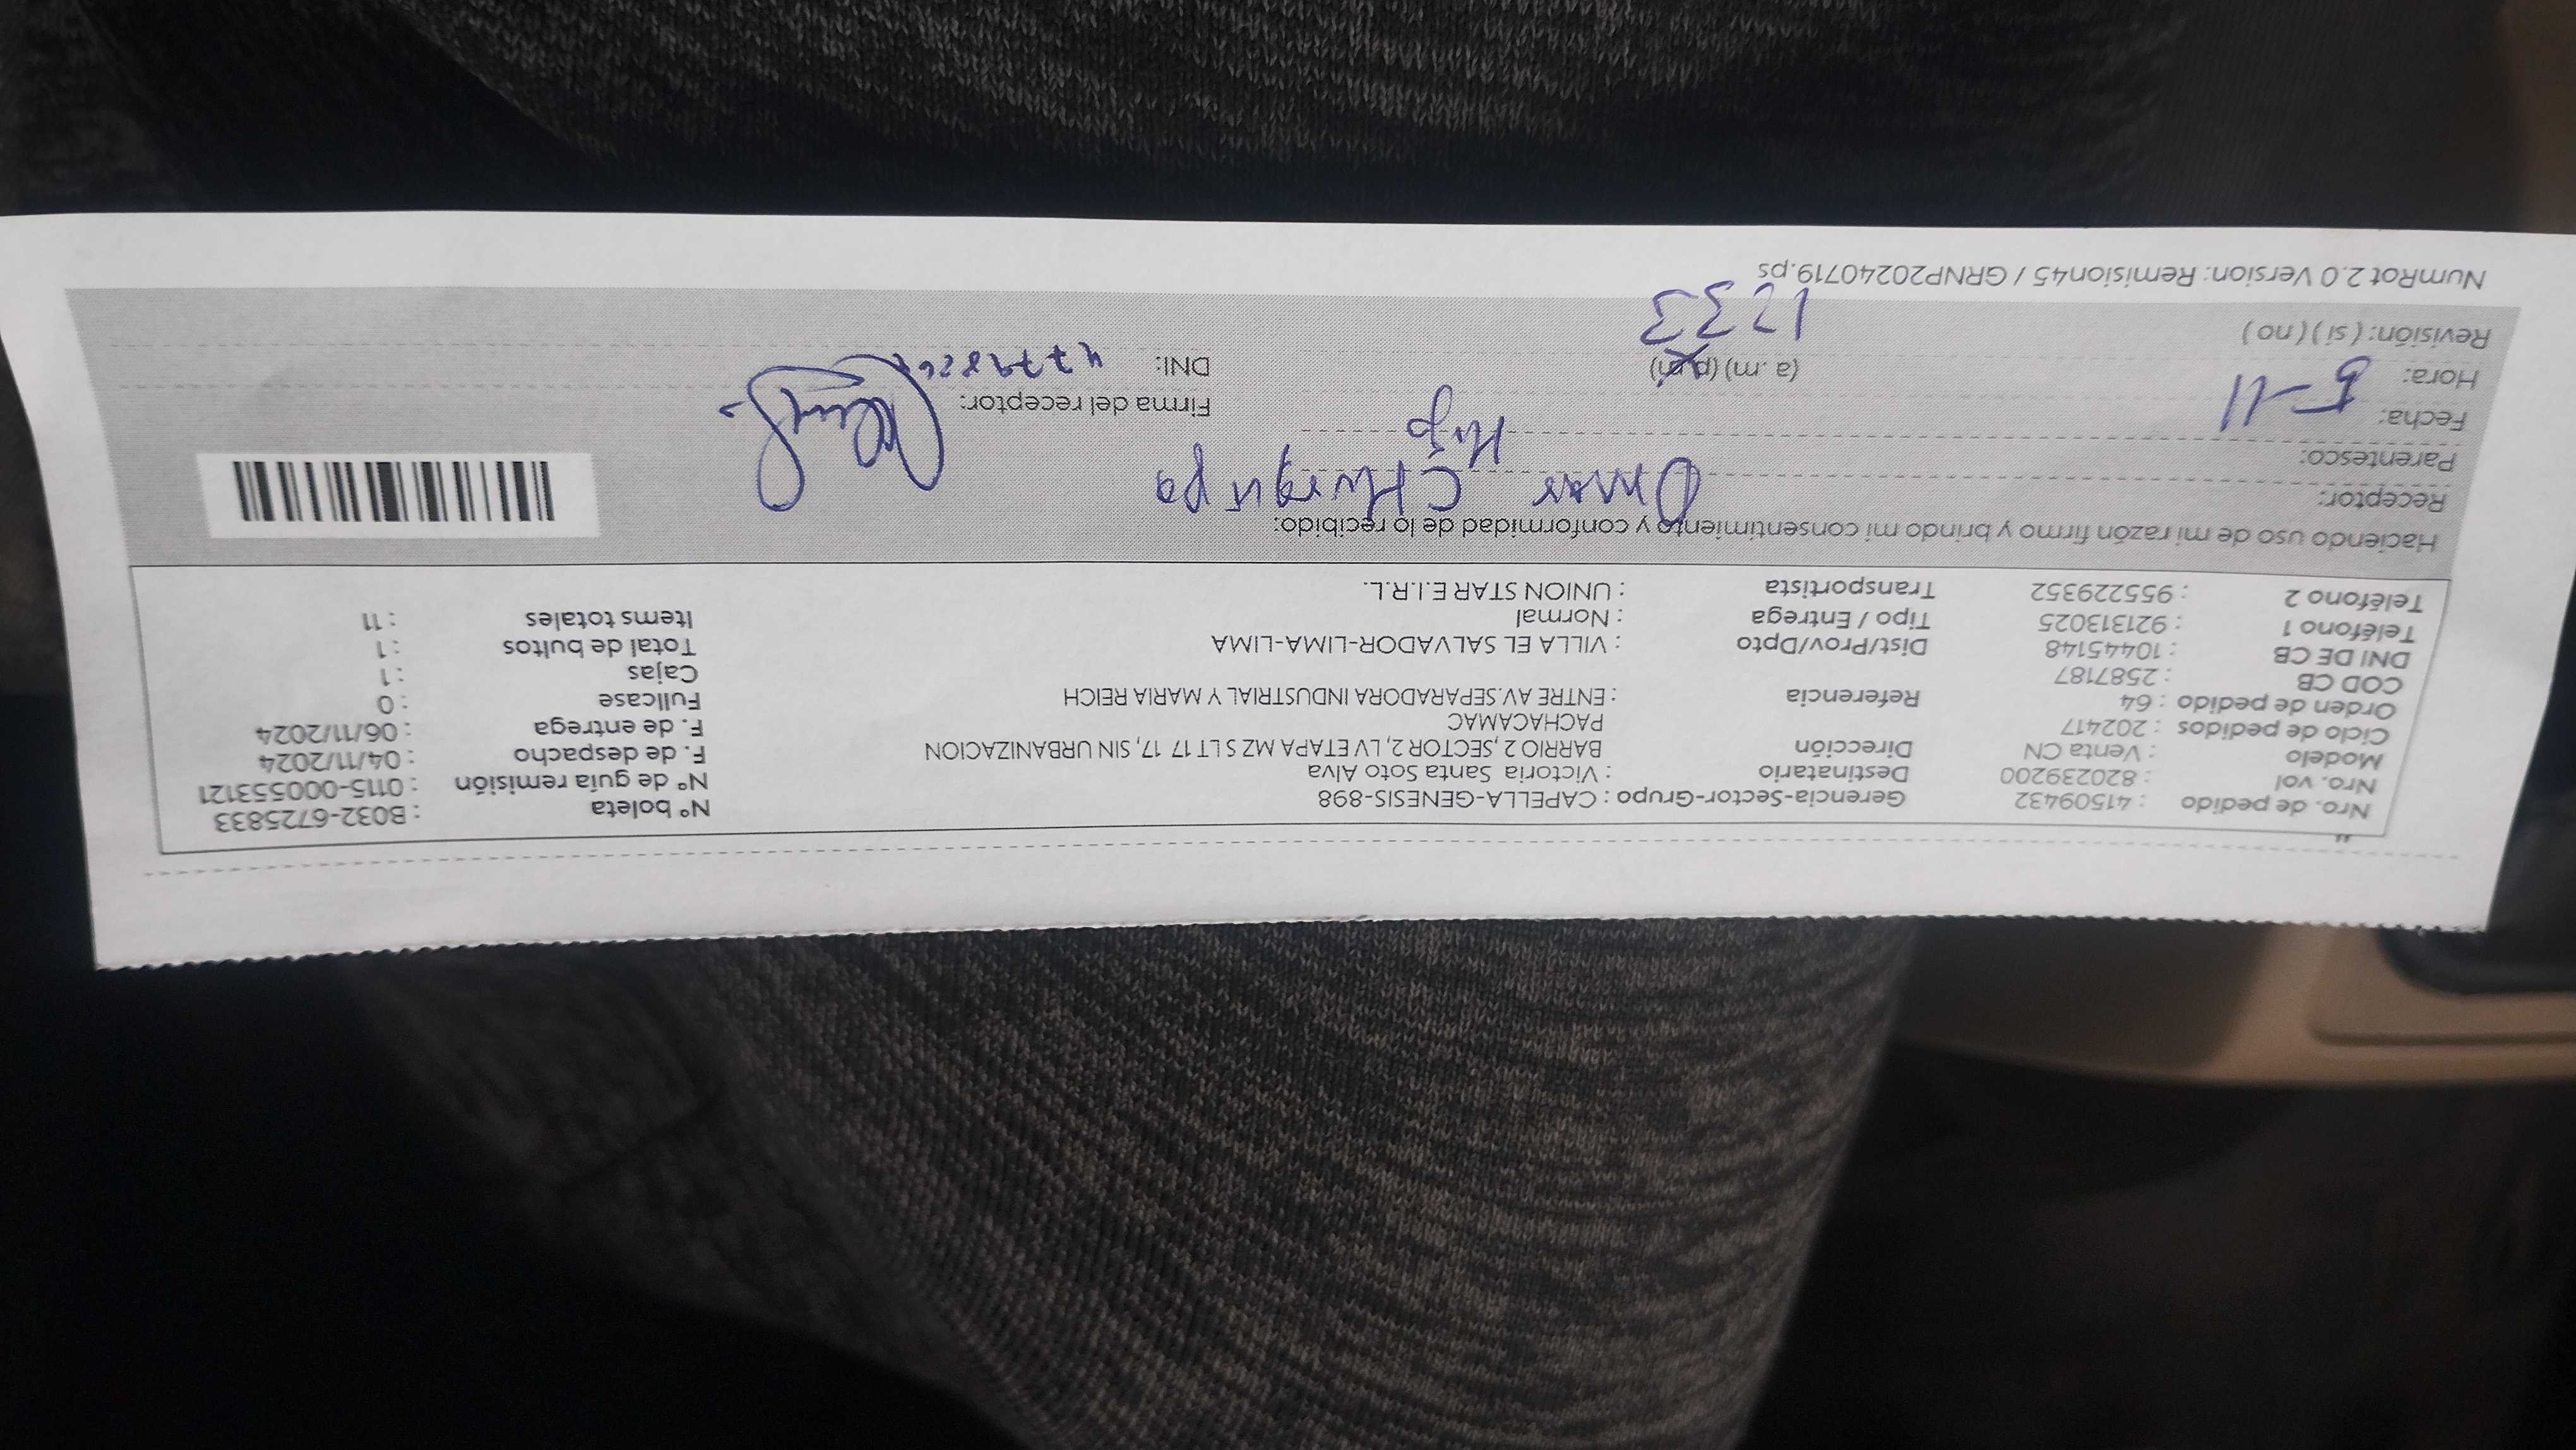 Nro. de pedido : 41509432 Gerencia-Sector-Grupo : CAPELLA-GENESIS-898 N° boleta : B032-6725833
Nro. vol : 820239200 Destinatario : Victoria Santa Soto Alva N° de guía remisión : 0115-000553121
Modelo : Venta CN Dirección BARRIO 2 ,SECTOR 2, LV ETAPA MZ S LT 17 17, SIN URBANIZACION F. de despacho : 04/11/2024
Ciclo de pedidos : 202417 PACHACAMAC F. de entrega : 06/11/2024
Orden de pedido : 64 Referencia : ENTRE AV.SEPARADORA INDUSTRIAL Y MARIA REICH Fullcase : 0
COD CB : 2587187 Cajas : 1
DNI DE CB : 10445148 Dist/Prov/Dpto : VILLA EL SALVADOR-LIMA-LIMA Total de bultos : 1
Teléfono 1 : 921313025 Tipo / Entrega : Normal Items totales : 11
Teléfono 2 : 955229352 Transportista : UNION STAR E.I.R.L.
Haciendo uso de mi razón firmo y brindo mi consentimiento y conformidad de lo recibido:
Receptor: Omar
Parentesco: Hijo
Fecha: 5-11 Firma del receptor:
Hora: (a .m) (p.m) DNI:
Revisión: ( si ) ( no ) 1233
NumRot 2.0 Version: Remision45 / GRNP20240719.ps